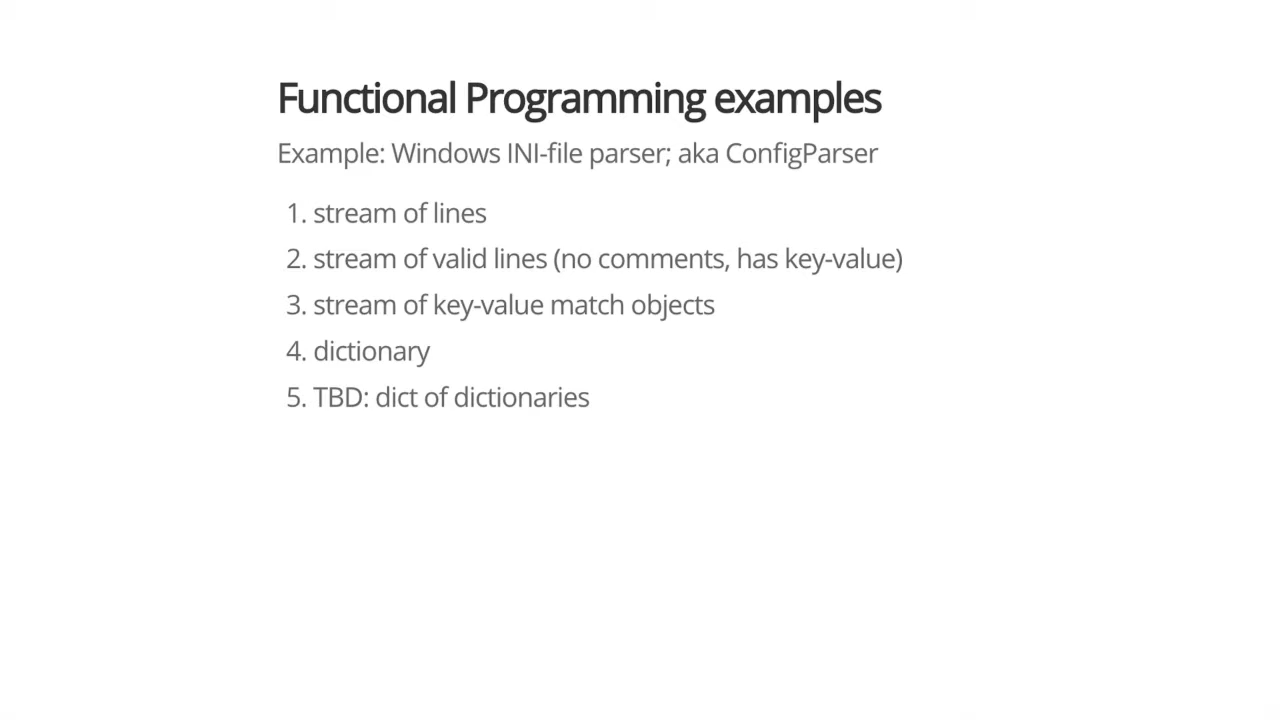 Functional Programming examples
Example: Windows INI-file parser; aka ConfigParser
1. stream of lines
2. stream of valid lines (no comments, has key-value)
3. stream of key-value match objects
4. dictionary
5. TBD: dict of dictionaries